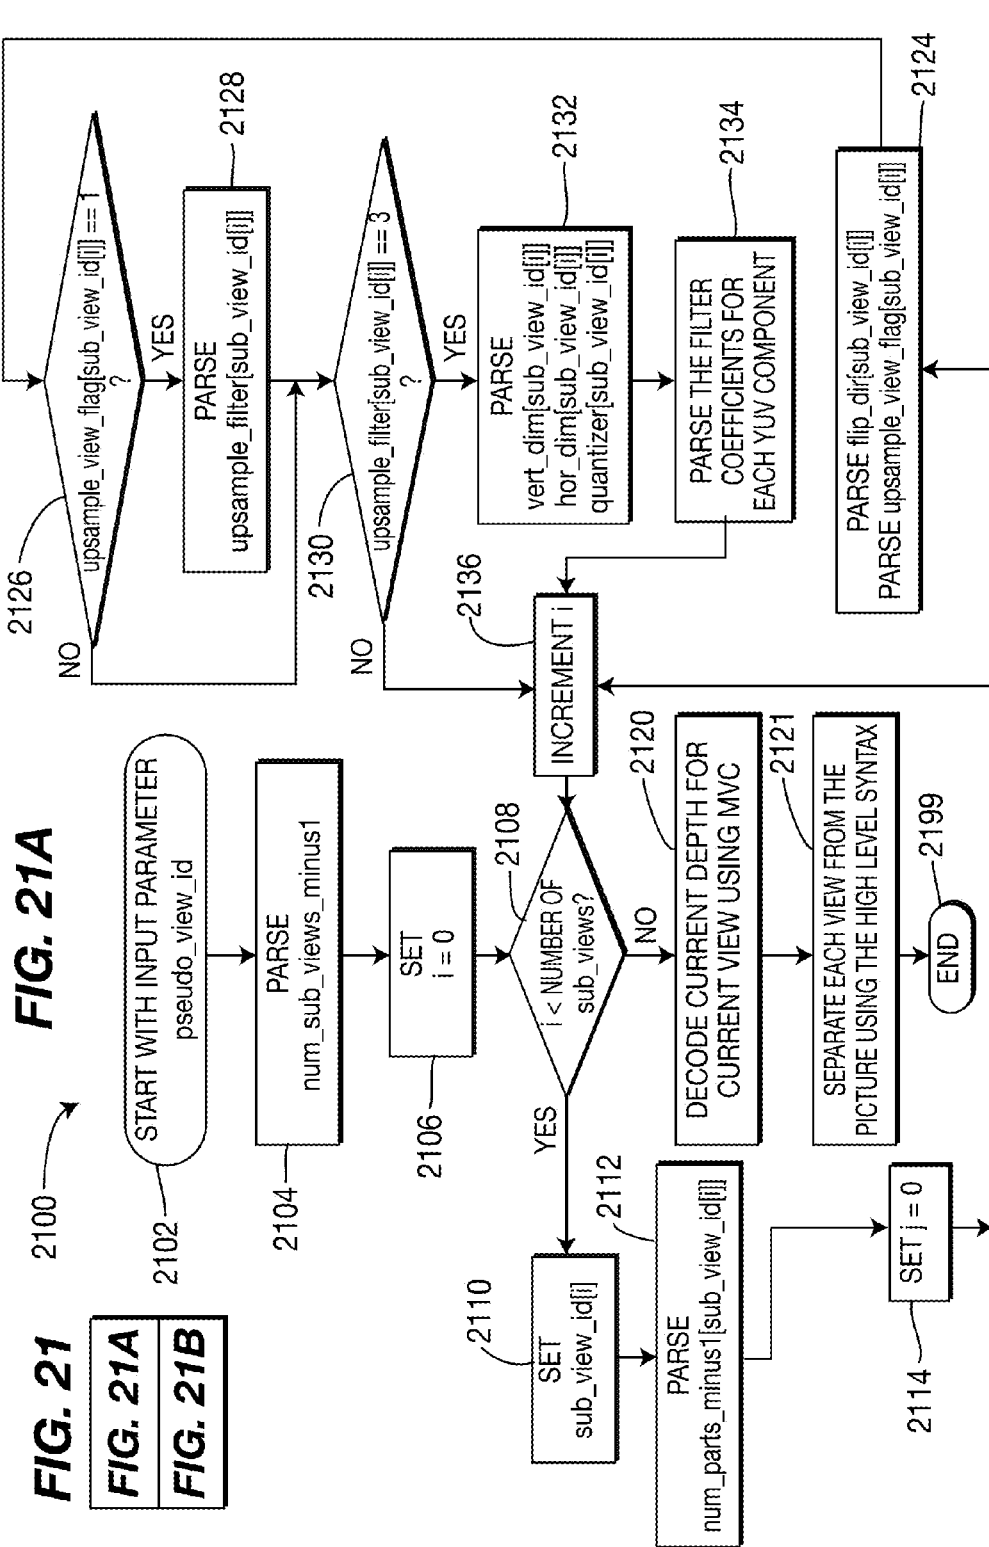 FIG. 21
FIG. 21A
FIG. 21B
FIG. 21A
2100
START WITH INPUT PARAMETER
pseudo_view_id
2102
PARSE
num_sub_views_minus1
2104
SET
i = 0
2106
i < NUMBER OF
sub_views?
2108
YES
NO
SET
sub_view_id[i]
2110
PARSE
num_parts_minus1[sub_view_id[i]]
2112
SET j = 0
2114
DECODE CURRENT DEPTH FOR
CURRENT VIEW USING MVC
2120
SEPARATE EACH VIEW FROM THE
PICTURE USING THE HIGH LEVEL SYNTAX
2121
END
2199
upsample_view_flag[sub_view_id[i]] == 1
?
2126
NO
YES
PARSE
upsample_filter[sub_view_id[i]]
2128
upsample_filter[sub_view_id[i]] == 3
?
2130
NO
YES
PARSE
vert_dim[sub_view_id[i]]
hor_dim[sub_view_id[i]]
quantizer[sub_view_id[i]]
2132
PARSE THE FILTER
COEFFICIENTS FOR
EACH YUV COMPONENT
2134
INCREMENT i
2136
PARSE flip_dir[sub_view_id[i]]
PARSE upsample_view_flag[sub_view_id[i]]
2124